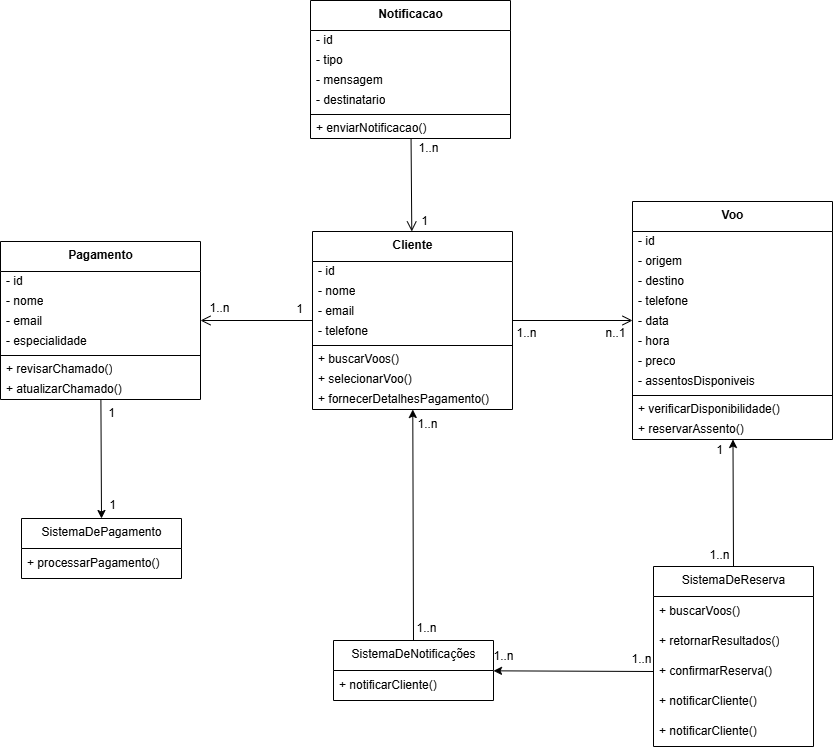 Notificacao
- id
- tipo
- mensagem
- destinatario
+ enviarNotificacao()
1..n
1
Pagamento
- id
- nome
- email
- especialidade
+ revisarChamado()
+ atualizarChamado()
1..n
1
Cliente
- id
- nome
- email
- telefone
+ buscarVoos()
+ selecionarVoo()
+ fornecerDetalhesPagamento()
1..n
n..1
Voo
- id
- origem
- destino
- telefone
- data
- hora
- preco
- assentosDisponiveis
+ verificarDisponibilidade()
+ reservarAssento()
1
1
SistemaDePagamento
+ processarPagamento()
1..n
1..n
SistemaDeNotificações
+ notificarCliente()
1..n
1..n
1
1..n
SistemaDeReserva
+ buscarVoos()
+ retornarResultados()
+ confirmarReserva()
+ notificarCliente()
+ notificarCliente()